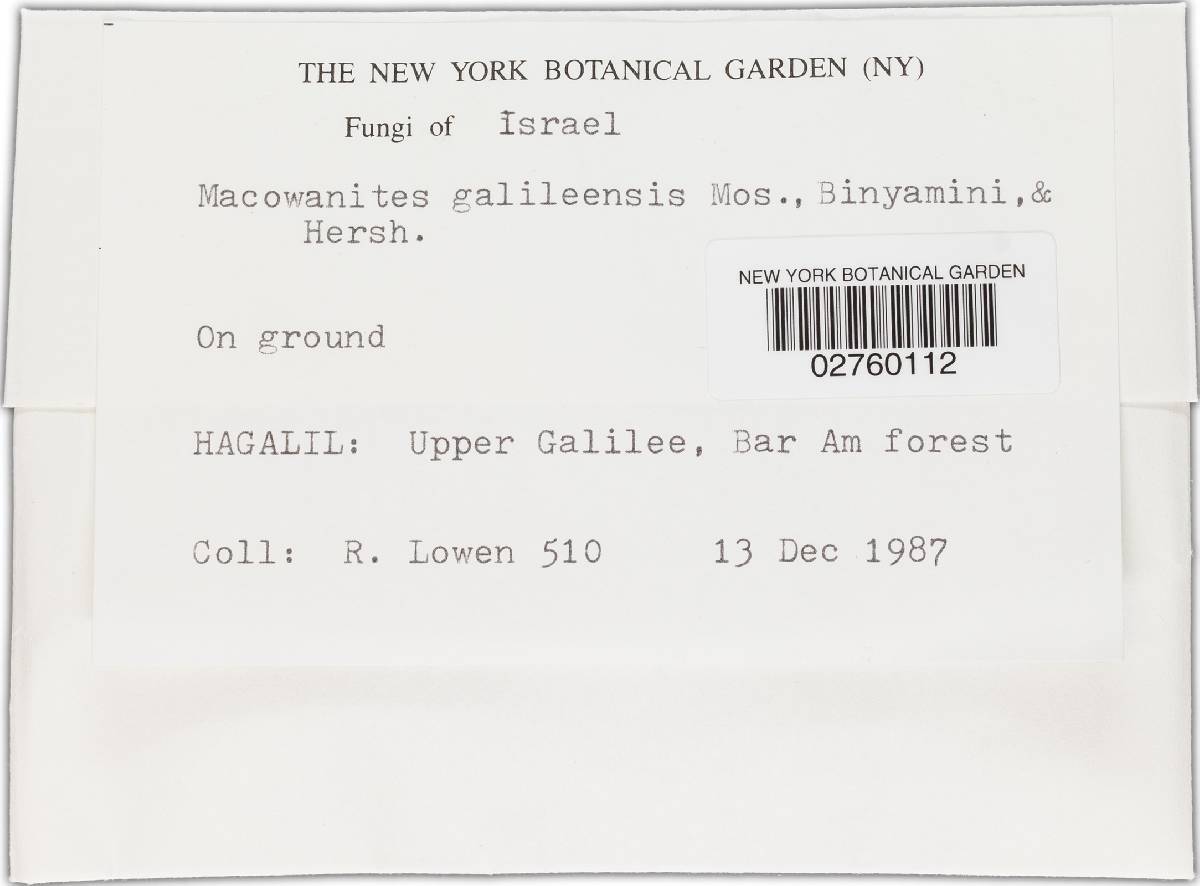 THE NEW YORK BOTANICAL GARDEN (NY)
Fungi of Israel
Macowanites galileensis Mos., Binyamini,&
Hersh.
NEW YORK BOTANICAL GARDEN
02760112
On ground
HAGALIL: Upper Galilee, Bar Am forest
Coll: R. Lowen 510 13 Dec 1987